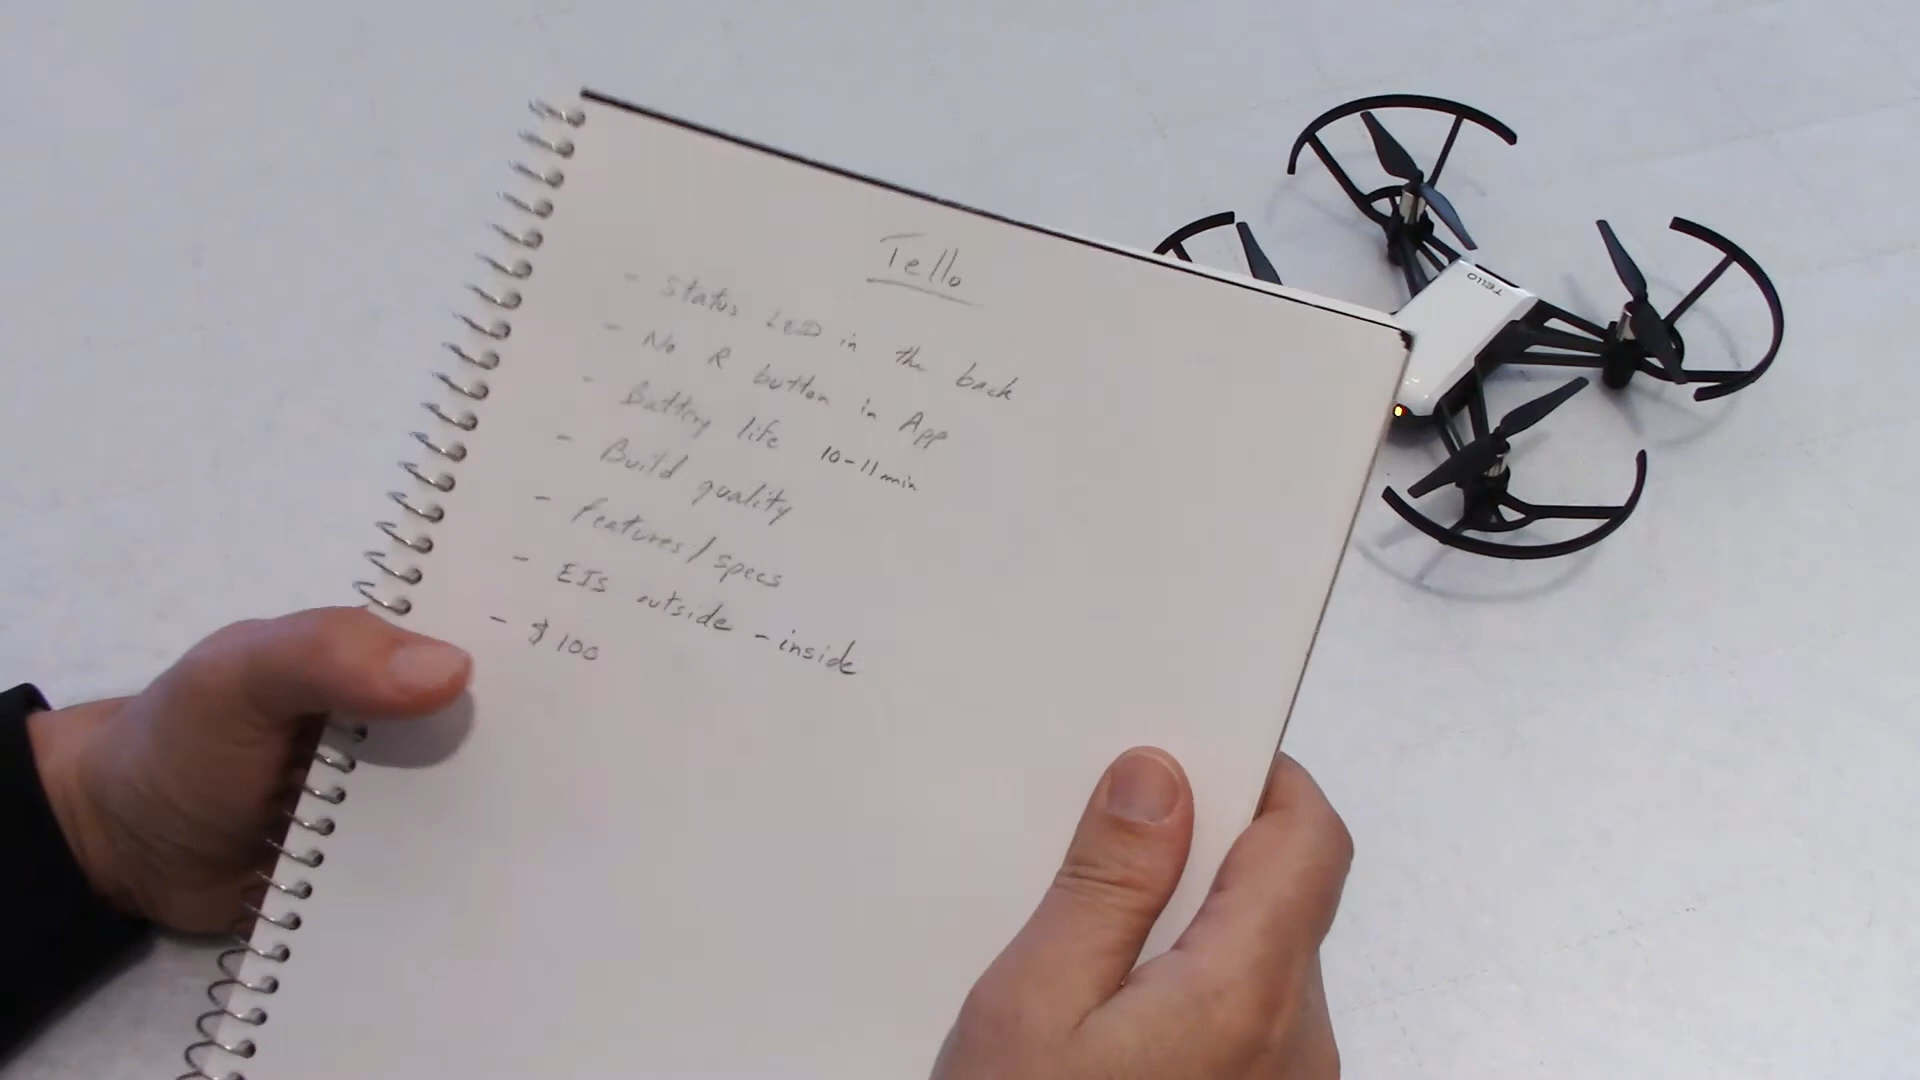 Tello
- Status LED in the back
- No R button in App
- Battery life 10-11 min
- Build quality
- Features/specs
- EIS outside - inside
- $100
TELLO